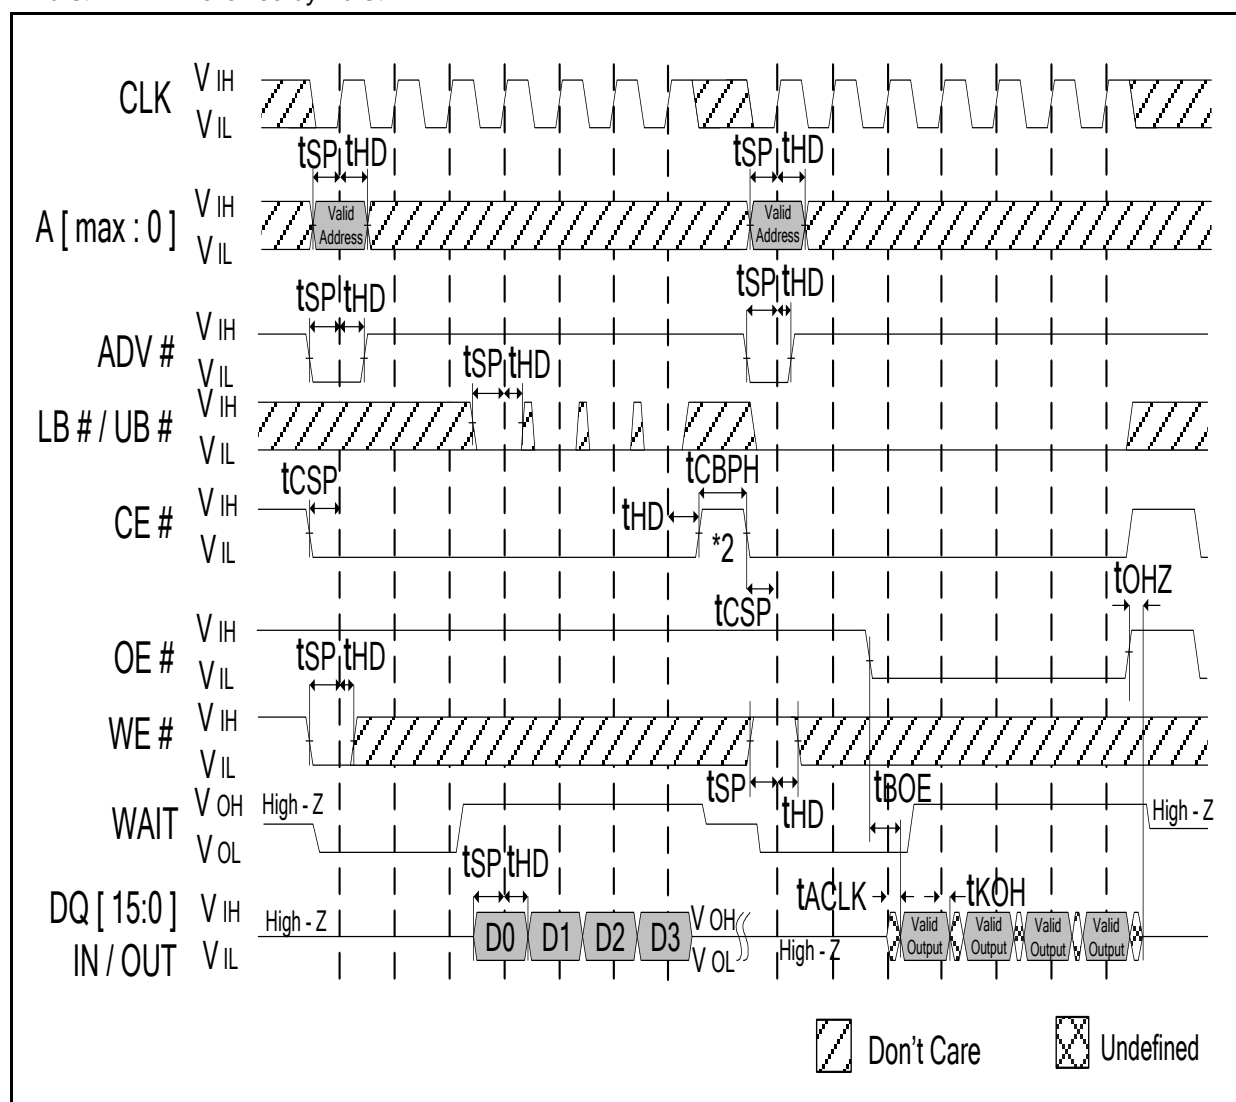 CLK V IH
V IL
tSP tHD tSP tHD
A [ max : 0 ] V IH
V IL
Valid Address
Valid Address
tSP tHD tSP tHD
ADV # V IH
V IL
tSP tHD
LB # / UB # V IH
V IL
tCSP tCBPH
CE # V IH
V IL
tHD
*2
tCSP tOHZ
OE # V IH
V IL
tSP tHD
WE # V IH
V IL
tSP tHD tBOE
WAIT V OH
V OL
High - Z High - Z
tSP tHD tACLK tKOH
DQ [ 15:0 ] V IH
IN / OUT V IL
High - Z
D0 D1 D2 D3
V OH
V OL
High - Z
Valid Output
Valid Output
Valid Output
Valid Output
Don't Care Undefined